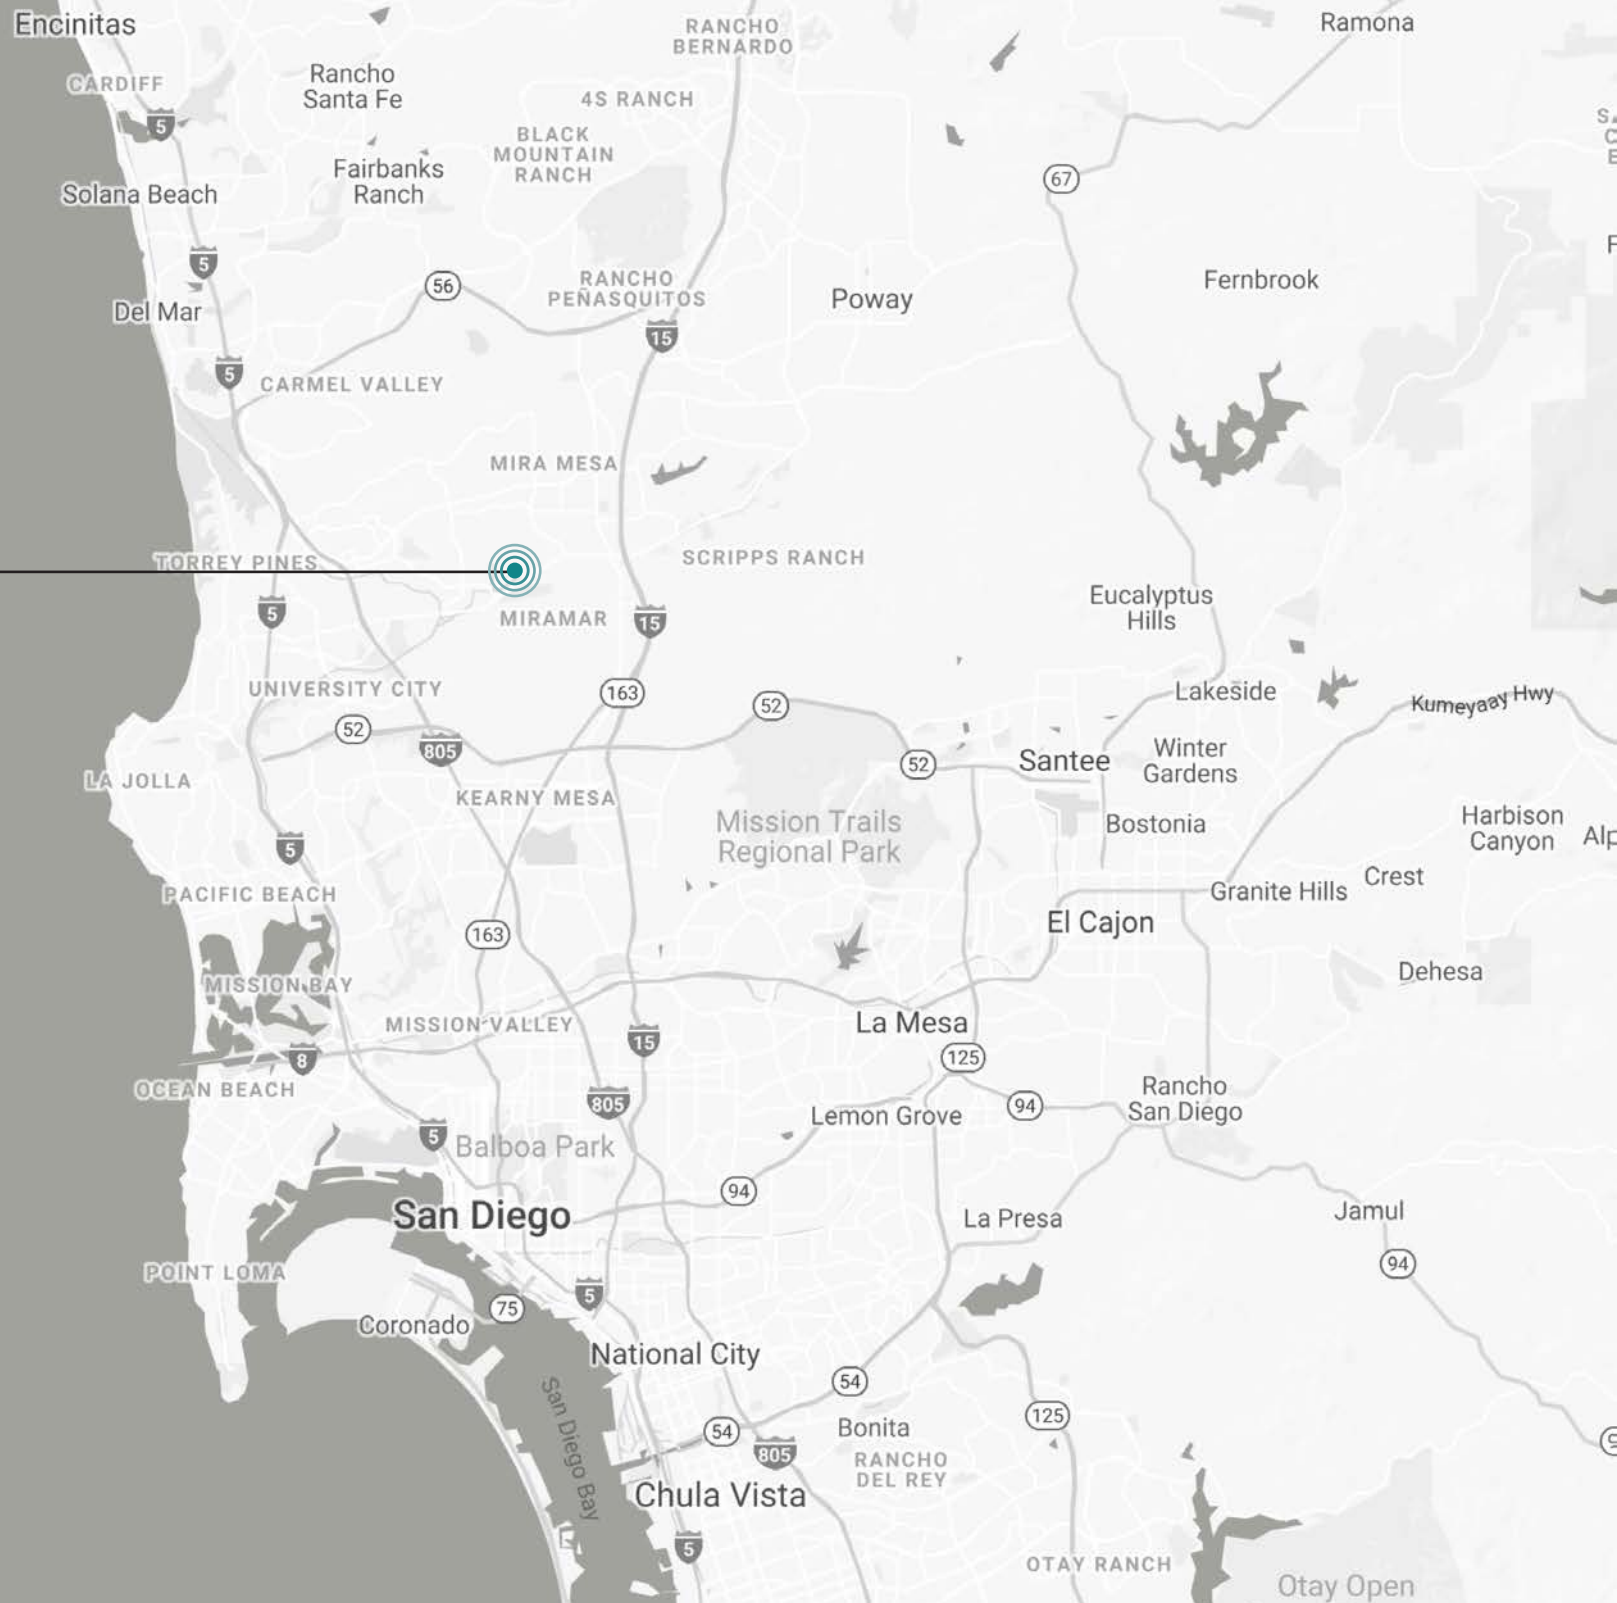 Encinitas
RANCHO
BERNARDO
Ramona
CARDIFF
Rancho
Santa Fe
4S RANCH
5
BLACK
MOUNTAIN
RANCH
Fairbanks
Ranch
67
Solana Beach
5
Fernbrook
56
RANCHO
PEÑASQUITOS
Poway
Del Mar
15
5
CARMEL VALLEY
MIRA MESA
TORREY PINES
SCRIPPS RANCH
5
MIRAMAR
15
Eucalyptus
Hills
UNIVERSITY CITY
163
Lakeside
Kumeyaay Hwy
52
52
805
52
Santee
Winter
Gardens
LA JOLLA
KEARNY MESA
Mission Trails
Regional Park
Bostonia
Harbison
Canyon
5
Crest
PACIFIC BEACH
Granite Hills
163
El Cajon
MISSION BAY
Dehesa
MISSION VALLEY
La Mesa
15
8
125
OCEAN BEACH
805
Lemon Grove
94
Rancho
San Diego
5
Balboa Park
94
San Diego
La Presa
Jamul
POINT LOMA
94
5
75
Coronado
National City
54
San Diego Bay
54
Bonita
125
805
RANCHO
DEL REY
Chula Vista
5
OTAY RANCH
Otay Open